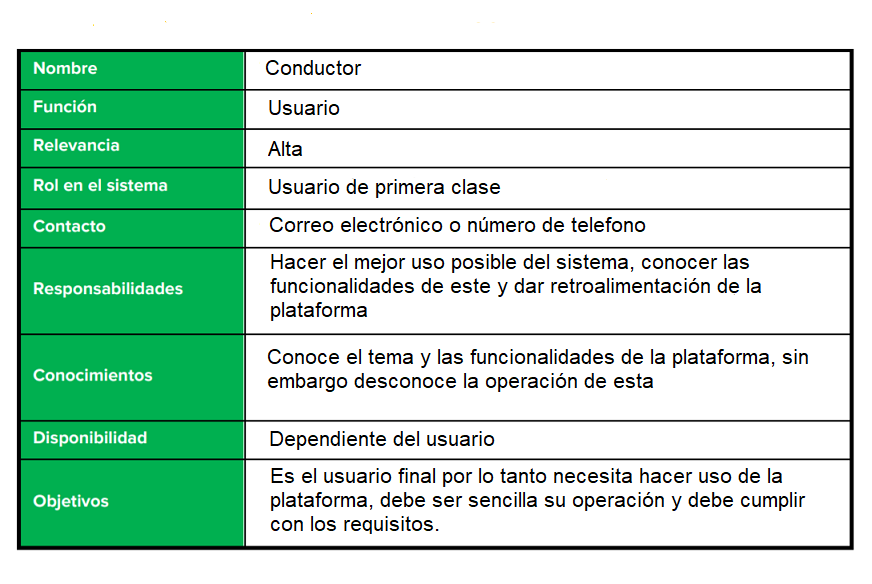 Nombre
Conductor
Función
Usuario
Relevancia
Alta
Rol en el sistema
Usuario de primera clase
Contacto
Correo electrónico o número de telefono
Responsabilidades
Hacer el mejor uso posible del sistema, conocer las
funcionalidades de este y dar retroalimentación de la
plataforma
Conocimientos
Conoce el tema y las funcionalidades de la plataforma, sin
embargo desconoce la operación de esta
Disponibilidad
Dependiente del usuario
Objetivos
Es el usuario final por lo tanto necesita hacer uso de la
plataforma, debe ser sencilla su operación y debe cumplir
con los requisitos.